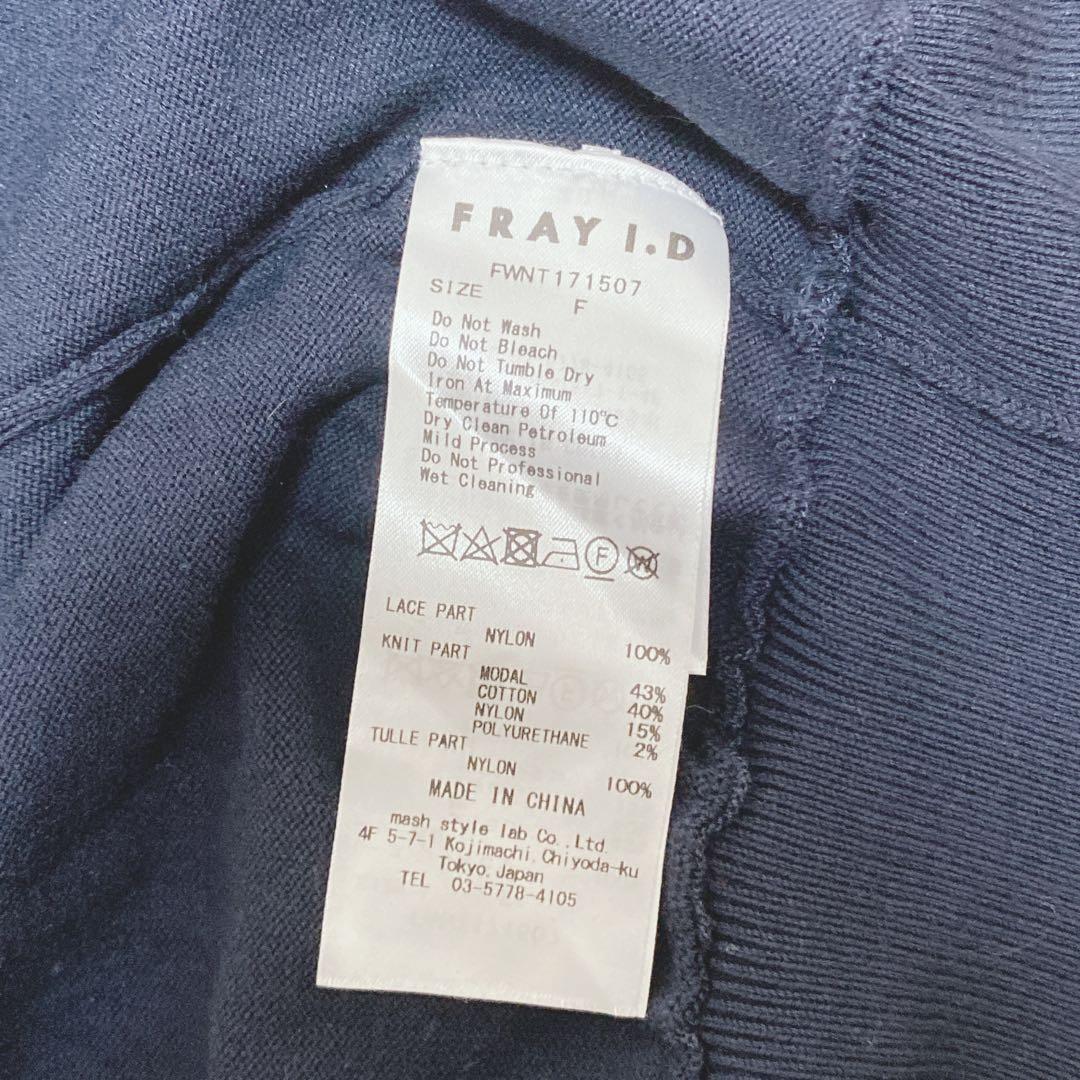 FRAY I.D
FWNT171507
SIZE F
Do Not Wash
Do Not Bleach
Do Not Tumble Dry
Iron At Maximum
Temperature Of 110℃
Dry Clean Petroleum
Mild Process
Do Not Professional
Wet Cleaning
F W
LACE PART
NYLON 100%
KNIT PART
MODAL 43%
COTTON 40%
NYLON 15%
POLYURETHANE 2%
TULLE PART
NYLON 100%
MADE IN CHINA
mash style lab Co.,Ltd.
4F 5-7-1 Kojimachi, Chiyoda-ku
Tokyo, Japan
TEL 03-5778-4105